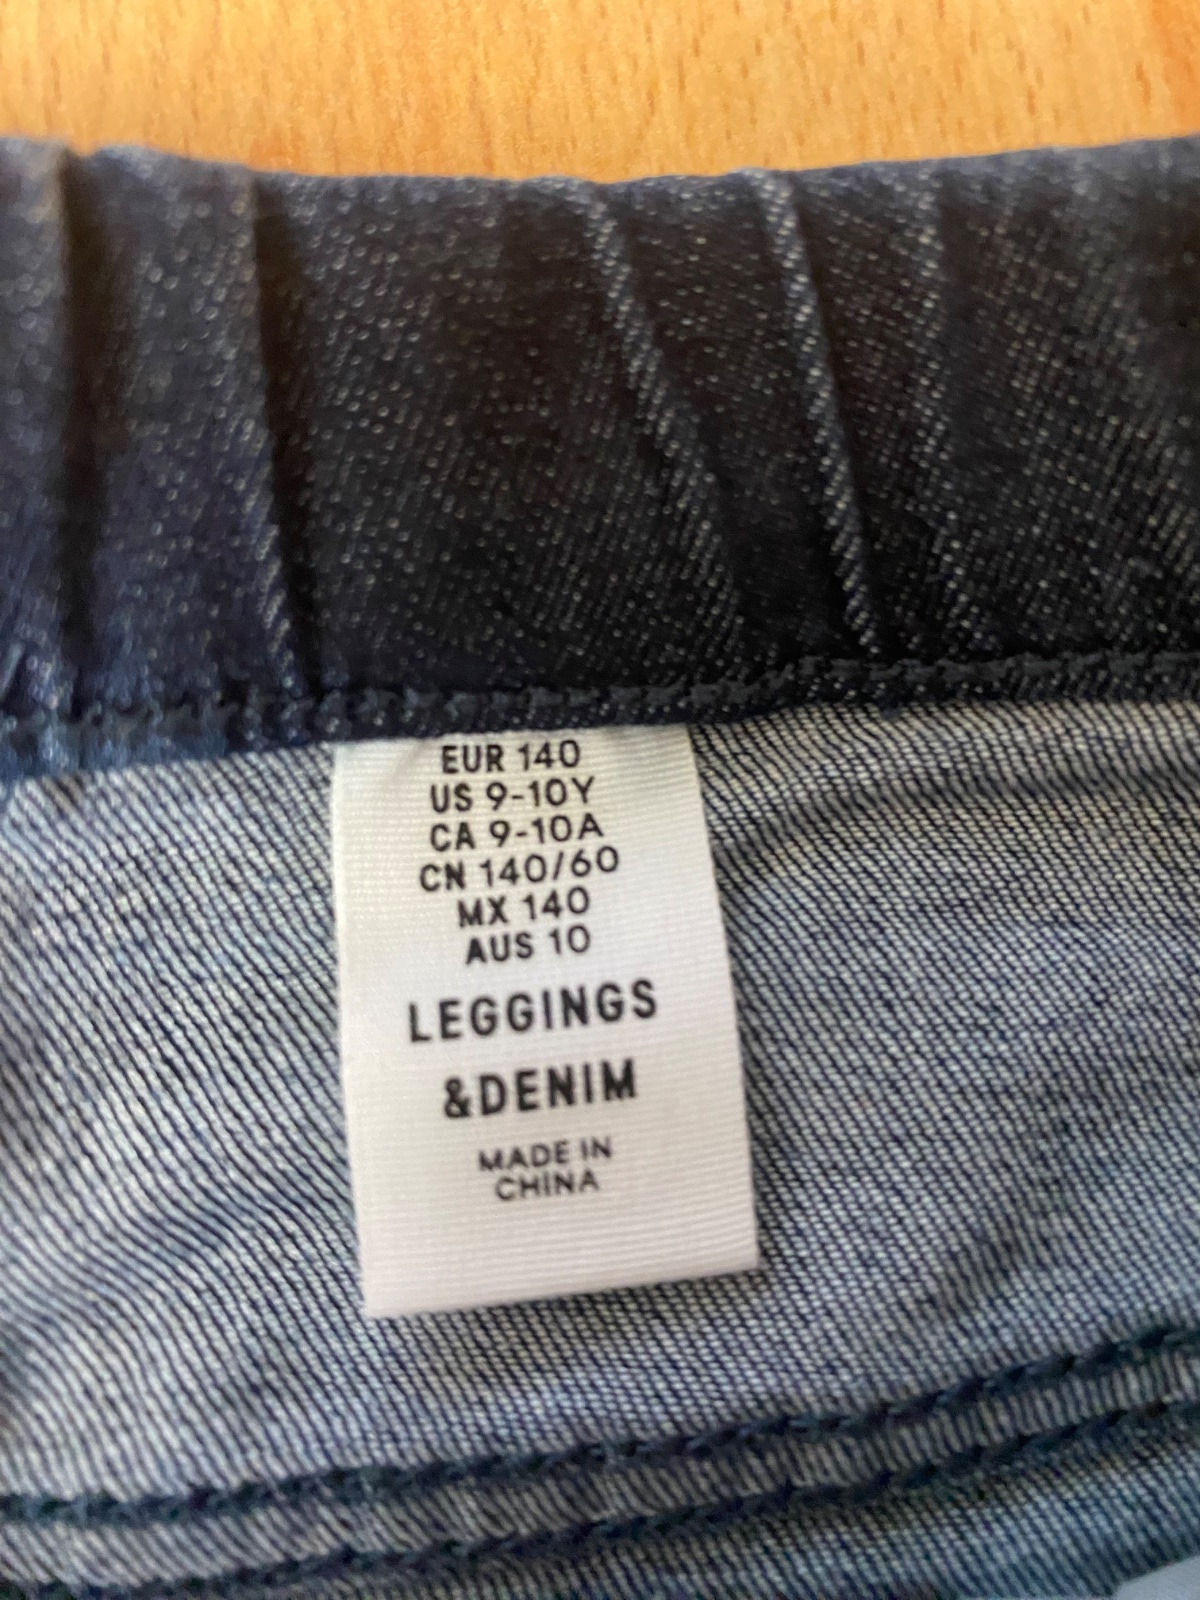 EUR 140
US 9-10Y
CA 9-10A
CN 140/60
MX 140
AUS 10
LEGGINGS
&DENIM
MADE IN
CHINA